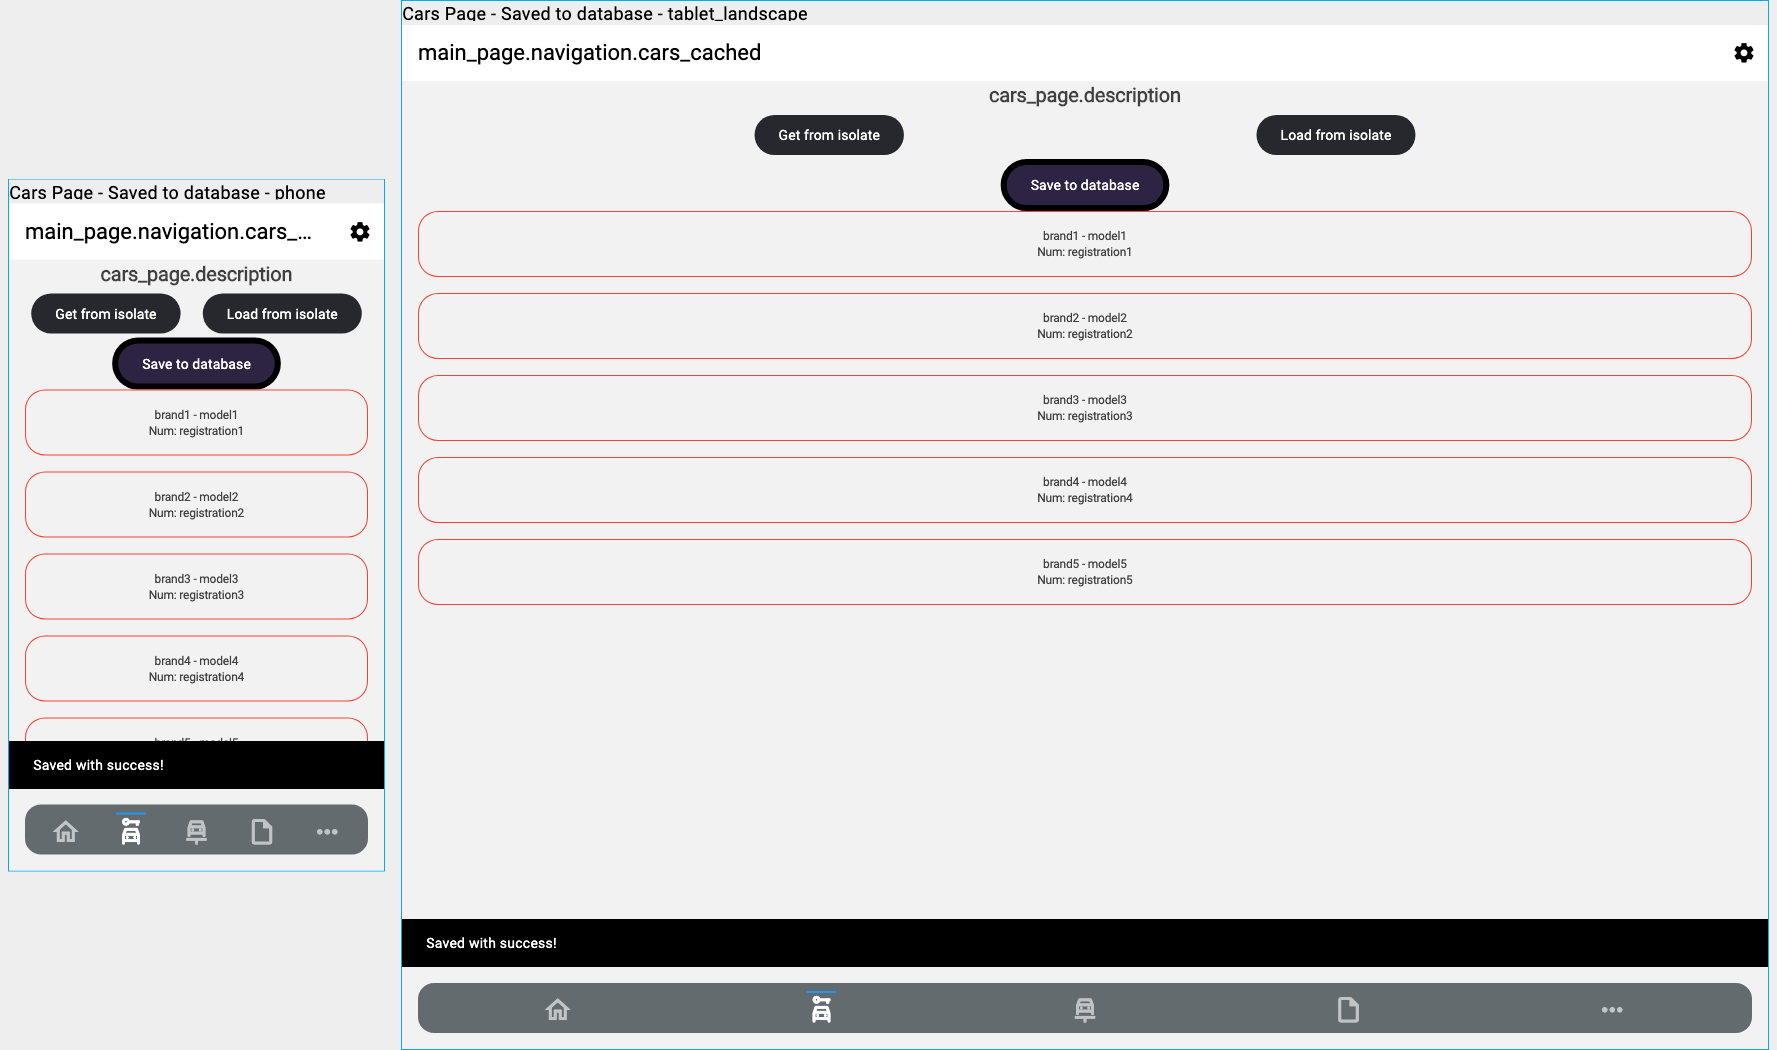 Cars Page - Saved to database - phone
main_page.navigation.cars_...
cars_page.description
Get from isolate
Load from isolate
Save to database
brand1 - model1
Num: registration1
brand2 - model2
Num: registration2
brand3 - model3
Num: registration3
brand4 - model4
Num: registration4
brand5 - model5
Saved with success!
Cars Page - Saved to database - tablet_landscape
main_page.navigation.cars_cached
cars_page.description
Get from isolate
Load from isolate
Save to database
brand1 - model1
Num: registration1
brand2 - model2
Num: registration2
brand3 - model3
Num: registration3
brand4 - model4
Num: registration4
brand5 - model5
Num: registration5
Saved with success!